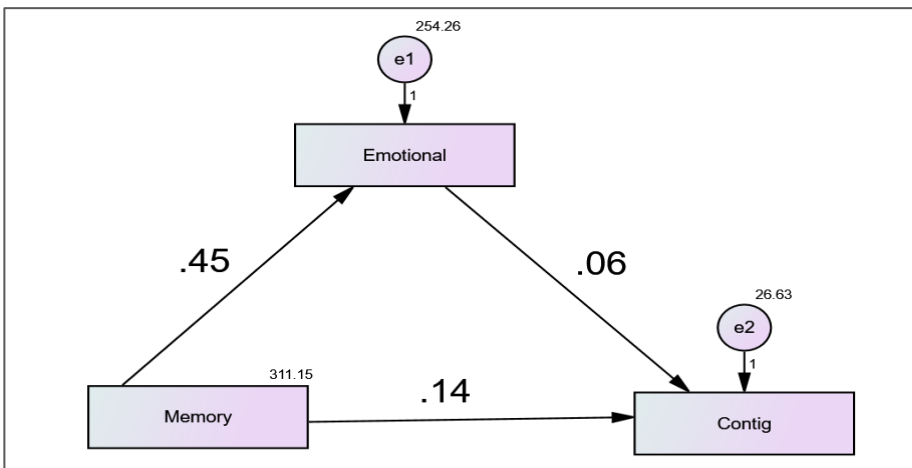 254.26
e1
1
Emotional
.45
.06
26.63
e2
1
311.15
Memory
.14
Contig